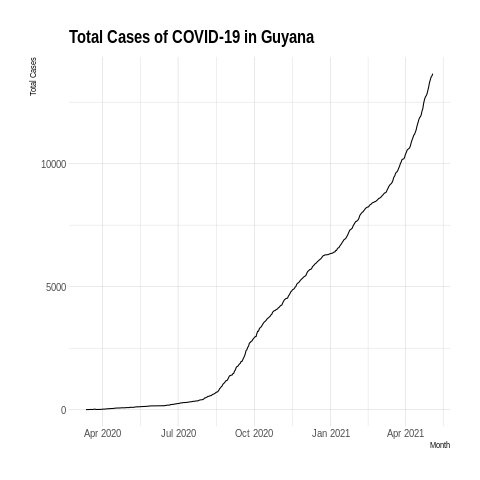 Total Cases of COVID-19 in Guyana
Total Cases
10000
5000
0
Apr 2020 Jul 2020 Oct 2020 Jan 2021 Apr 2021
Month